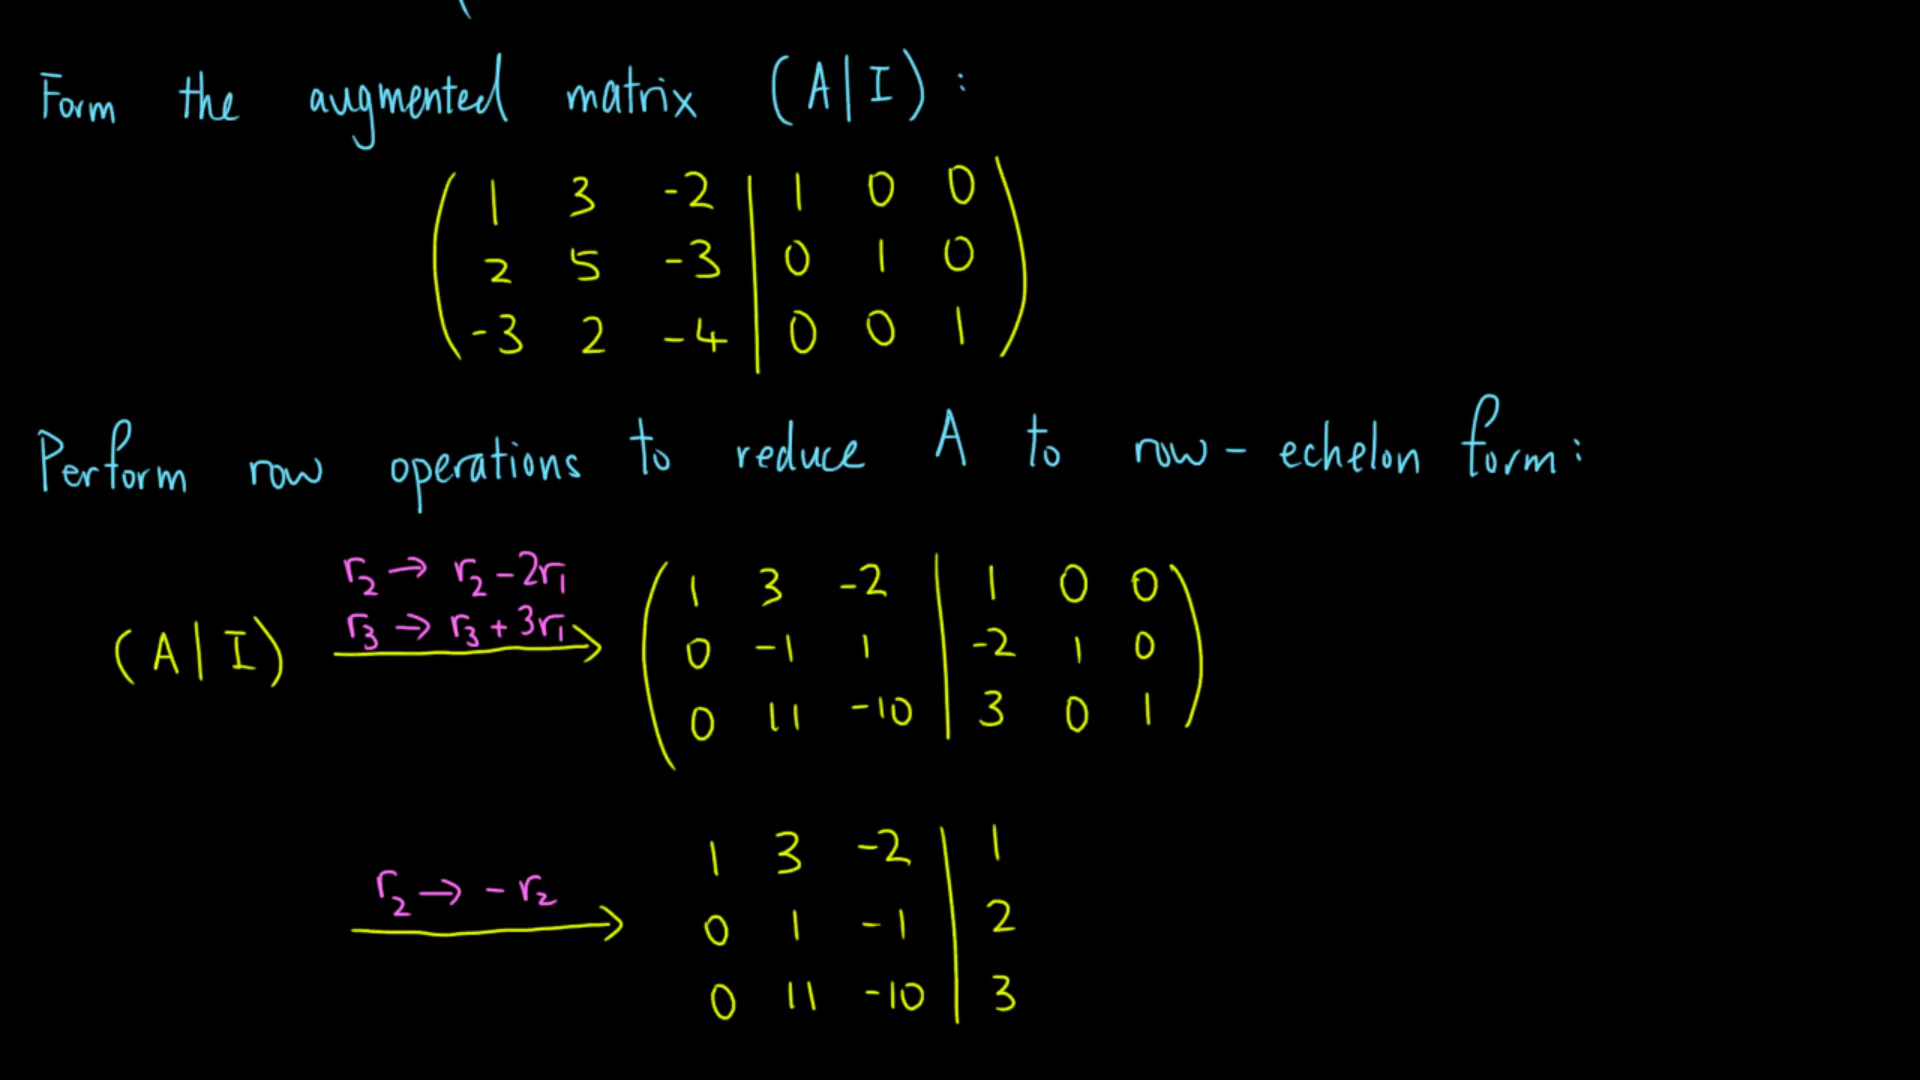 Form the augmented matrix (A|I):
1 3 -2 | 1 0 0
2 5 -3 | 0 1 0
-3 2 -4 | 0 0 1
Perform row operations to reduce A to row-echelon form:
r₂ → r₂ - 2r₁
r₃ → r₃ + 3r₁
(A|I)
1 3 -2 | 1 0 0
0 -1 1 | -2 1 0
0 11 -10 | 3 0 1
r₂ → -r₂
1 3 -2 | 1
0 1 -1 | 2
0 11 -10 | 3